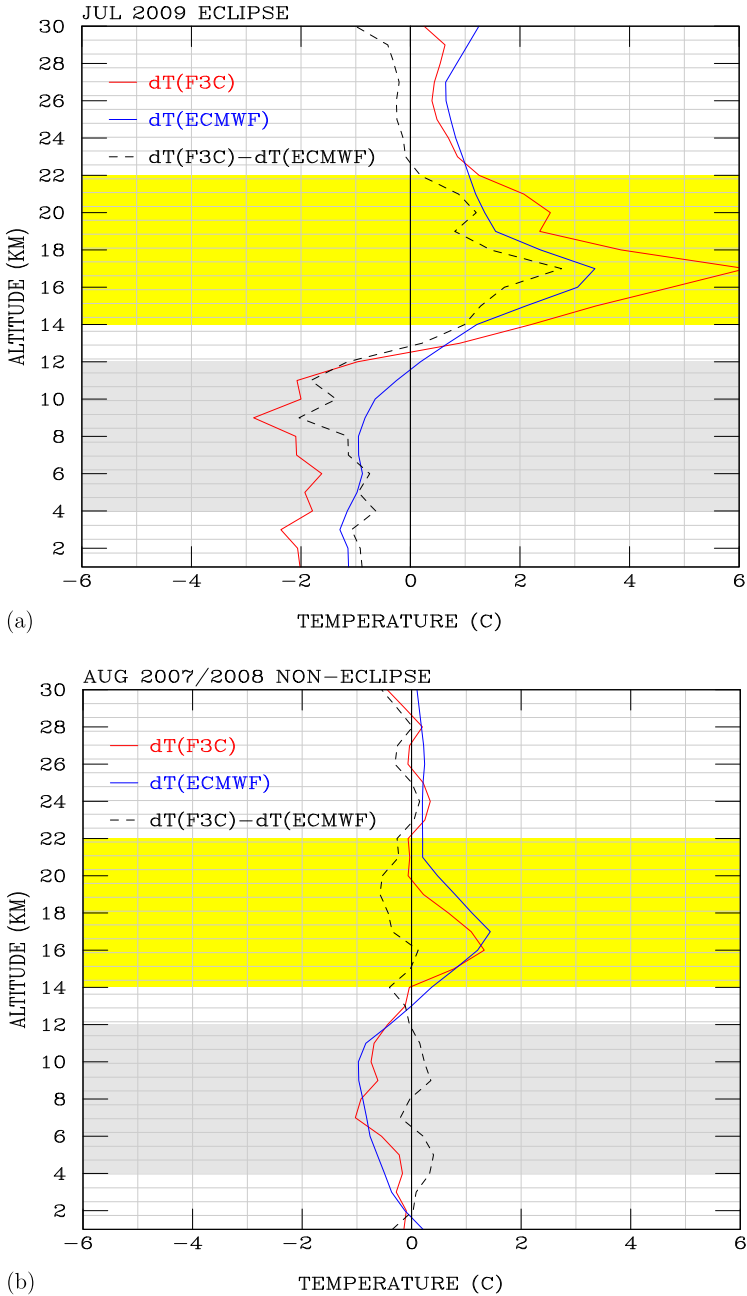 JUL 2009 ECLIPSE
30
28
26
24
22
20
18
16
14
12
10
8
6
4
2
ALTITUDE (KM)
dT(F3C)
dT(ECMWF)
dT(F3C)−dT(ECMWF)
−6 −4 −2 0 2 4 6
(a) TEMPERATURE (C)
AUG 2007/2008 NON−ECLIPSE
30
28
26
24
22
20
18
16
14
12
10
8
6
4
2
ALTITUDE (KM)
dT(F3C)
dT(ECMWF)
dT(F3C)−dT(ECMWF)
−6 −4 −2 0 2 4 6
(b) TEMPERATURE (C)